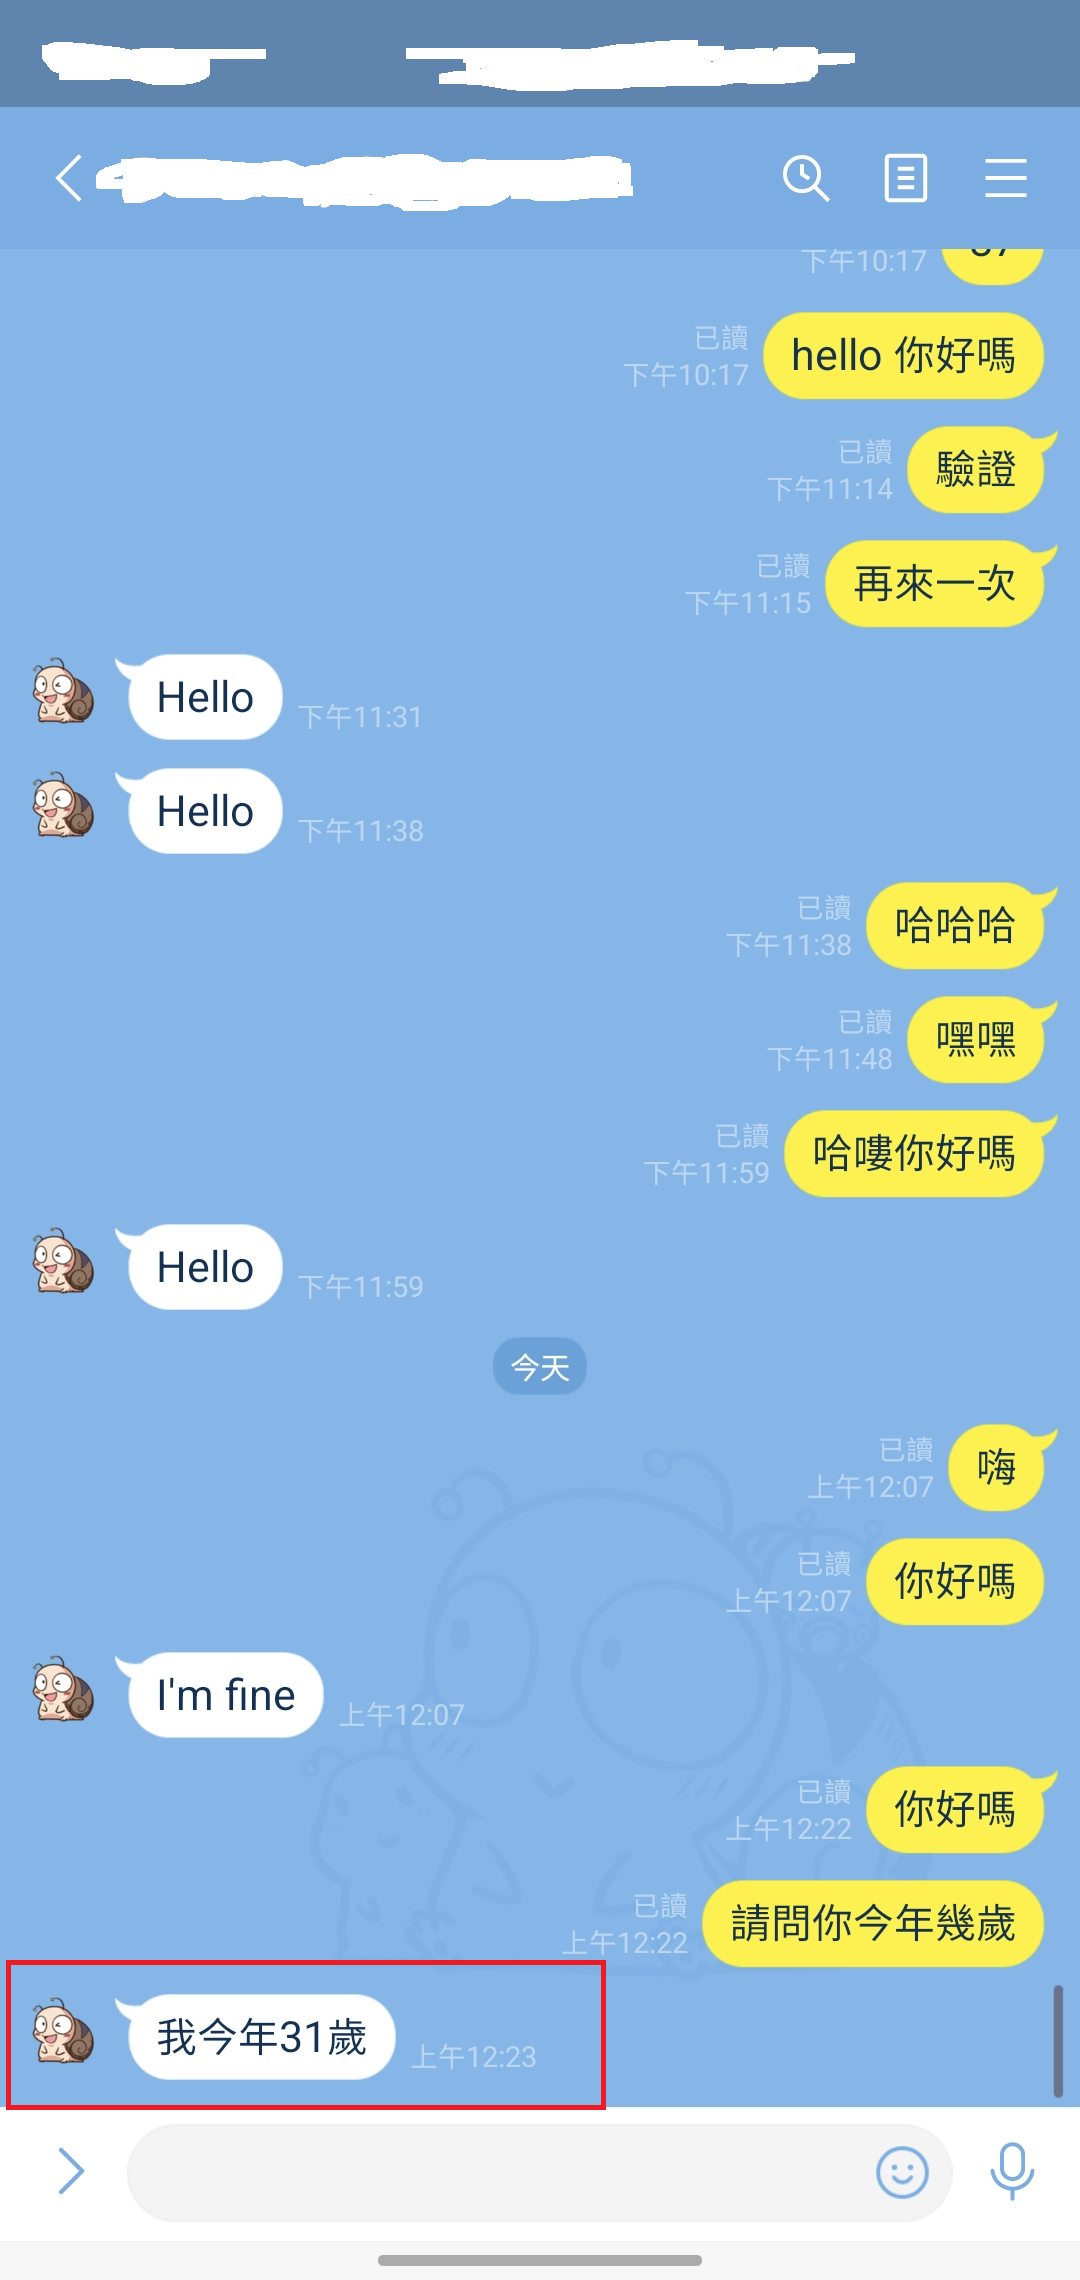 下午10:17
已讀
下午10:17
hello 你好嗎
已讀
下午11:14
驗證
已讀
下午11:15
再來一次
Hello
下午11:31
Hello
下午11:38
已讀
下午11:38
哈哈哈
已讀
下午11:48
嘿嘿
已讀
下午11:59
哈嘍你好嗎
Hello
下午11:59
今天
已讀
上午12:07
嗨
已讀
上午12:07
你好嗎
I'm fine
上午12:07
已讀
上午12:22
你好嗎
已讀
上午12:22
請問你今年幾歲
我今年31歲
上午12:23